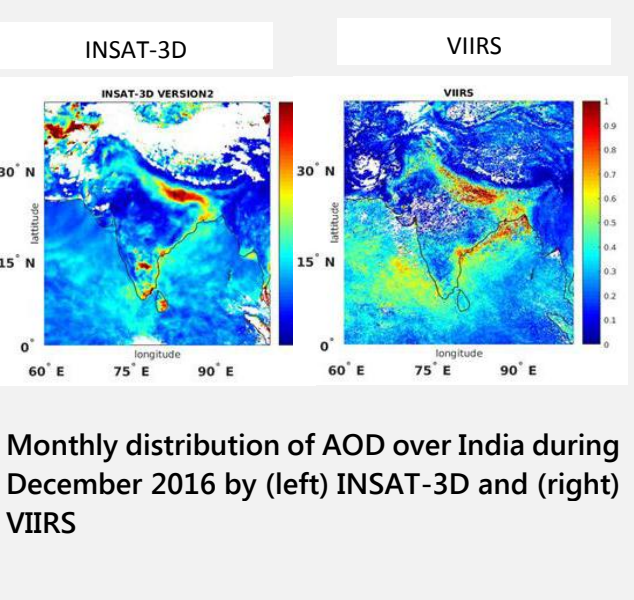 INSAT-3D
VIIRS
INSAT-3D VERSION2
30° N
15° N
0°
lattitude
longitude
60° E 75° E 90° E
VIIRS
30° N
15° N
0°
lattitude
longitude
60° E 75° E 90° E
1
0.9
0.8
0.7
0.6
0.5
0.4
0.3
0.2
0.1
0
Monthly distribution of AOD over India during
December 2016 by (left) INSAT-3D and (right)
VIIRS